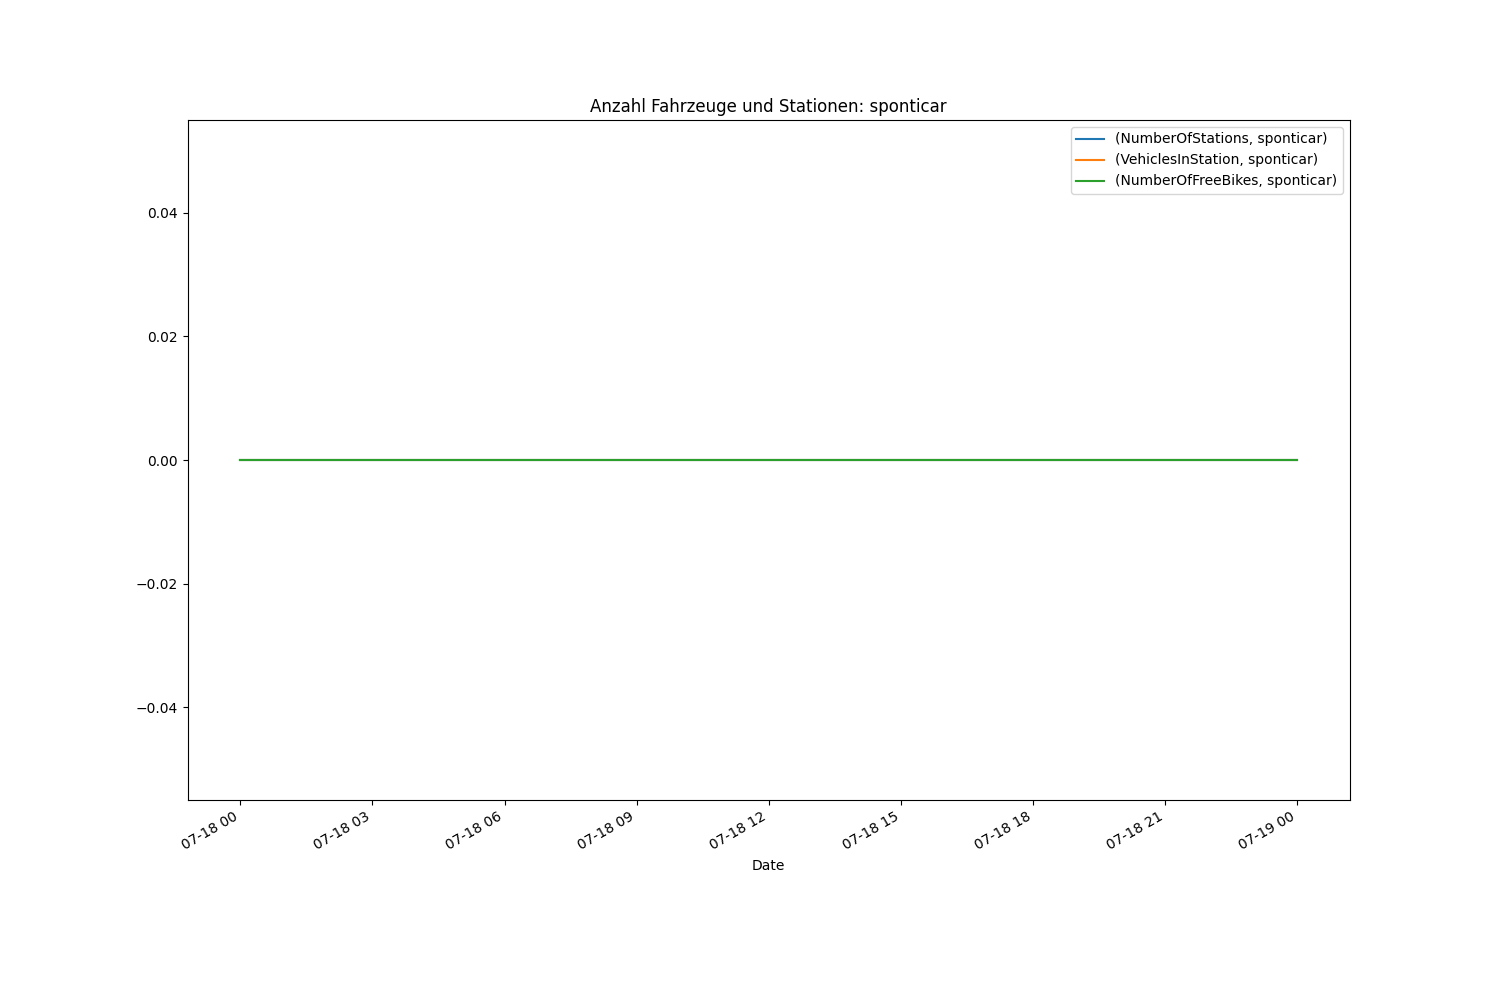 Anzahl Fahrzeuge und Stationen: sponticar
(NumberOfStations, sponticar)
(VehiclesInStation, sponticar)
(NumberOfFreeBikes, sponticar)
0.04
0.02
0.00
−0.02
−0.04
07-18 00
07-18 03
07-18 06
07-18 09
07-18 12
07-18 15
07-18 18
07-18 21
07-19 00
Date